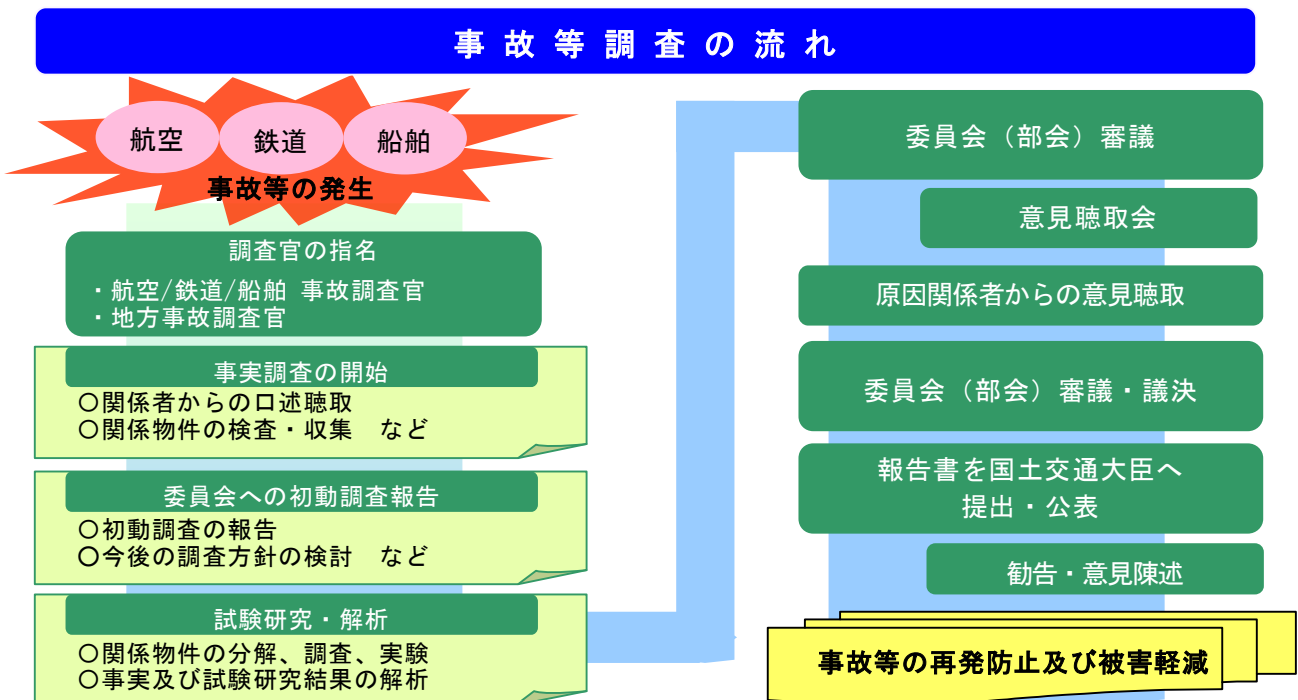 事故等調査の流れ
航空
鉄道
船舶
事故等の発生
調査官の指名
・航空/鉄道/船舶 事故調査官
・地方事故調査官
事実調査の開始
○関係者からの口述聴取
○関係物件の検査・収集　など
委員会への初動調査報告
○初動調査の報告
○今後の調査方針の検討　など
試験研究・解析
○関係物件の分解、調査、実験
○事実及び試験研究結果の解析
委員会（部会）審議
意見聴取会
原因関係者からの意見聴取
委員会（部会）審議・議決
報告書を国土交通大臣へ
提出・公表
勧告・意見陳述
事故等の再発防止及び被害軽減